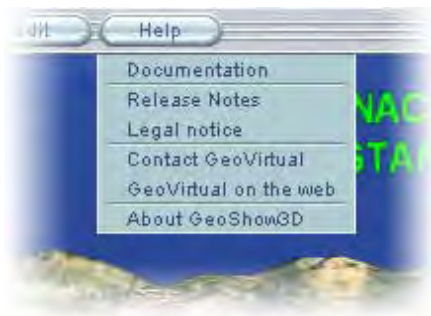 Help
Documentation
Release Notes
Legal notice
Contact GeoVirtual
GeoVirtual on the web
About GeoShow3D